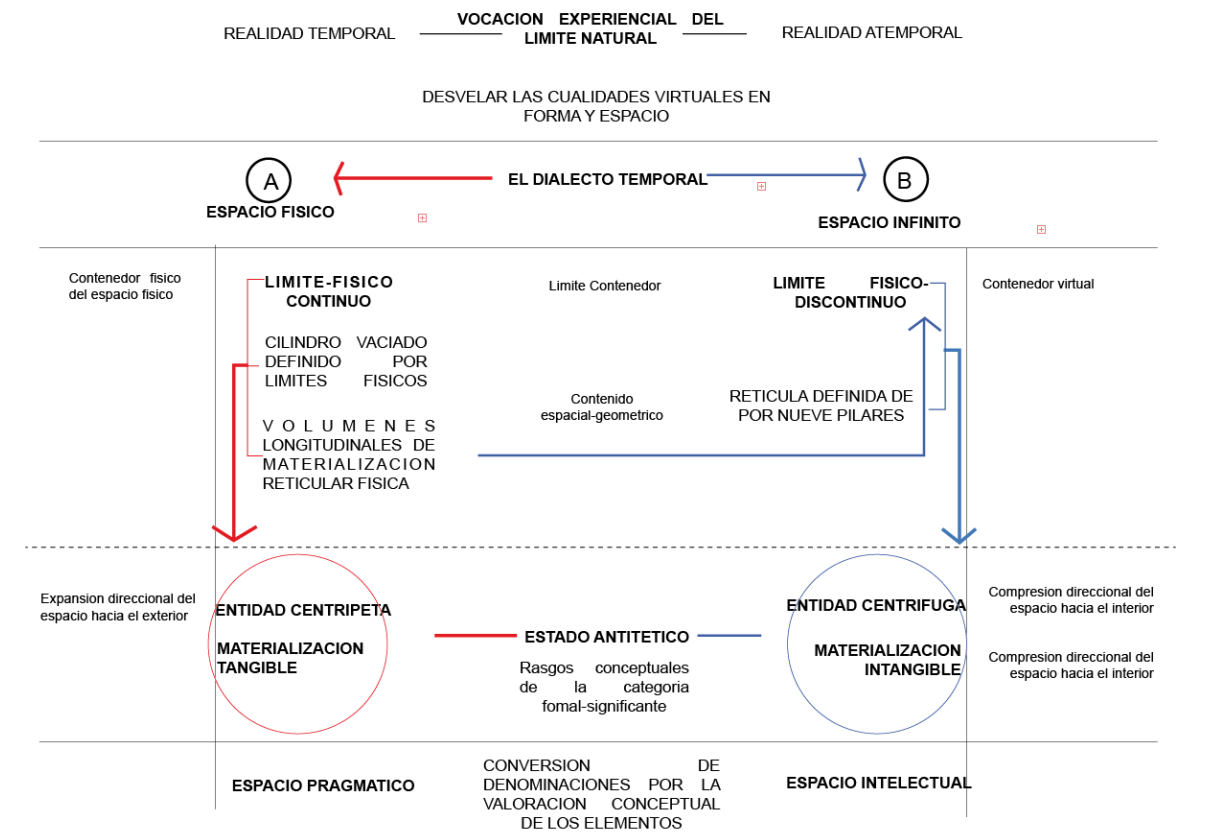 VOCACION EXPERIENCIAL DEL
LIMITE NATURAL
REALIDAD TEMPORAL
REALIDAD ATEMPORAL
DESVELAR LAS CUALIDADES VIRTUALES EN
FORMA Y ESPACIO
A
ESPACIO FISICO
EL DIALECTO TEMPORAL
B
ESPACIO INFINITO
Contenedor fisico
del espacio fisico
LIMITE-FISICO
CONTINUO
Limite Contenedor
LIMITE FISICO-
DISCONTINUO
Contenedor virtual
CILINDRO VACIADO
DEFINIDO POR
LIMITES FISICOS
Contenido
espacial-geometrico
RETICULA DEFINIDA DE
POR NUEVE PILARES
VOLUMENES
LONGITUDINALES DE
MATERIALIZACION
RETICULAR FISICA
Expansion direccional del
espacio hacia el exterior
ENTIDAD CENTRIPETA
MATERIALIZACION
TANGIBLE
ESTADO ANTITETICO
Rasgos conceptuales
de la categoria
fomal-significante
ENTIDAD CENTRIFUGA
MATERIALIZACION
INTANGIBLE
Compresion direccional del
espacio hacia el interior
Compresion direccional del
espacio hacia el interior
ESPACIO PRAGMATICO
CONVERSION DE
DENOMINACIONES POR LA
VALORACION CONCEPTUAL
DE LOS ELEMENTOS
ESPACIO INTELECTUAL